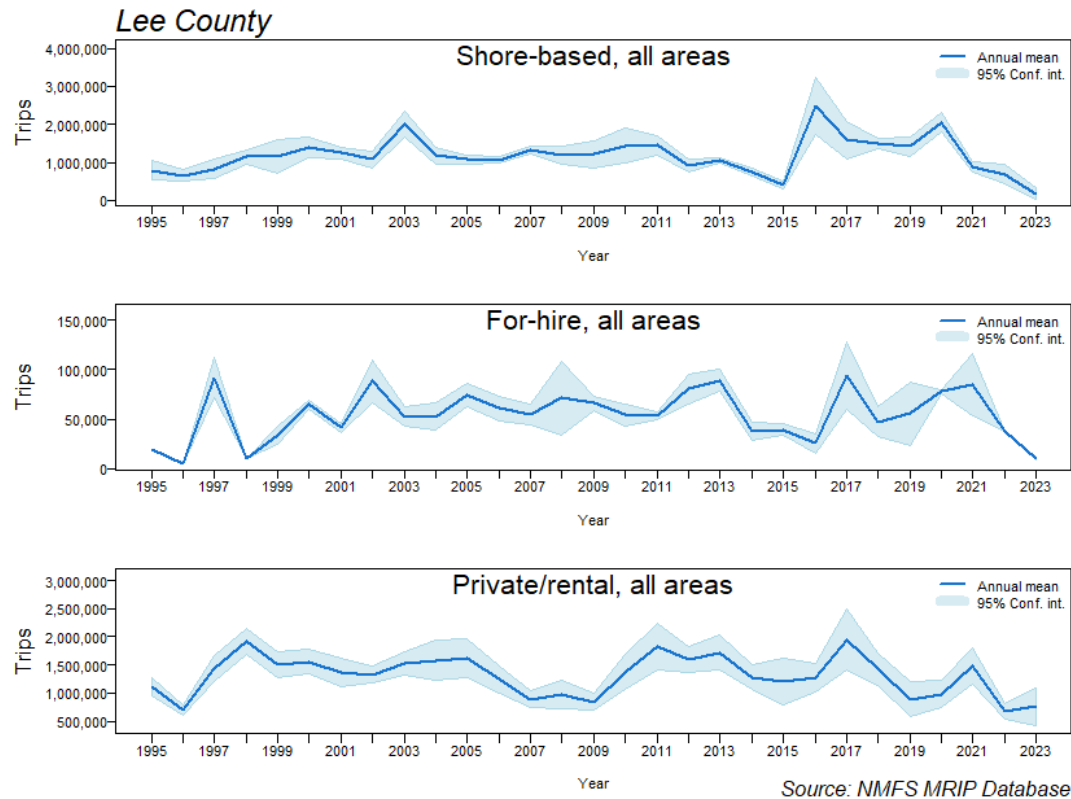 Lee County
Shore-based, all areas
Annual mean
95% Conf. int.
Trips
4,000,000
3,000,000
2,000,000
1,000,000
0
1995 1997 1999 2001 2003 2005 2007 2009 2011 2013 2015 2017 2019 2021 2023
Year
For-hire, all areas
Annual mean
95% Conf. int.
Trips
150,000
100,000
50,000
0
1995 1997 1999 2001 2003 2005 2007 2009 2011 2013 2015 2017 2019 2021 2023
Year
Private/rental, all areas
Annual mean
95% Conf. int.
Trips
3,000,000
2,500,000
2,000,000
1,500,000
1,000,000
500,000
1995 1997 1999 2001 2003 2005 2007 2009 2011 2013 2015 2017 2019 2021 2023
Year
Source: NMFS MRIP Database